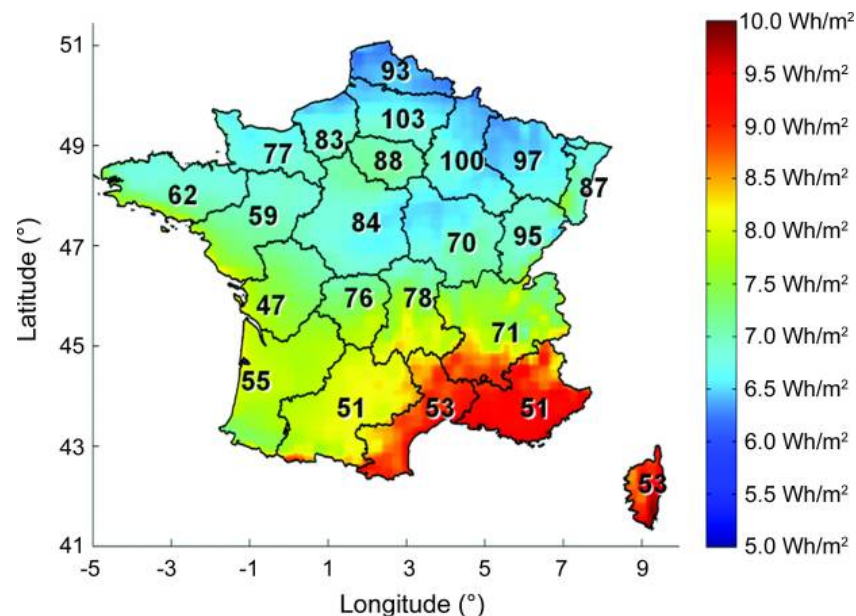 51
49
47
45
43
41
Latitude (°)
-5
-3
-1
1
3
5
7
9
Longitude (°)
93
103
83
77
88
100
97
87
62
59
84
70
95
47
76
78
71
55
51
53
51
53
10.0 Wh/m²
9.5 Wh/m²
9.0 Wh/m²
8.5 Wh/m²
8.0 Wh/m²
7.5 Wh/m²
7.0 Wh/m²
6.5 Wh/m²
6.0 Wh/m²
5.5 Wh/m²
5.0 Wh/m²